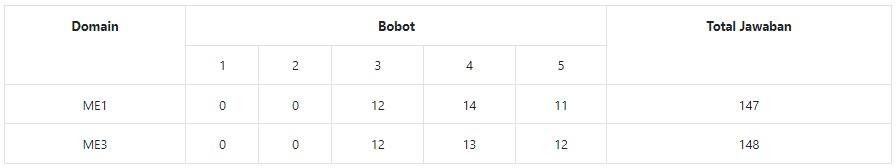 Domain Bobot Total Jawaban
1 2 3 4 5
ME1 0 0 12 14 11 147
ME3 0 0 12 13 12 148